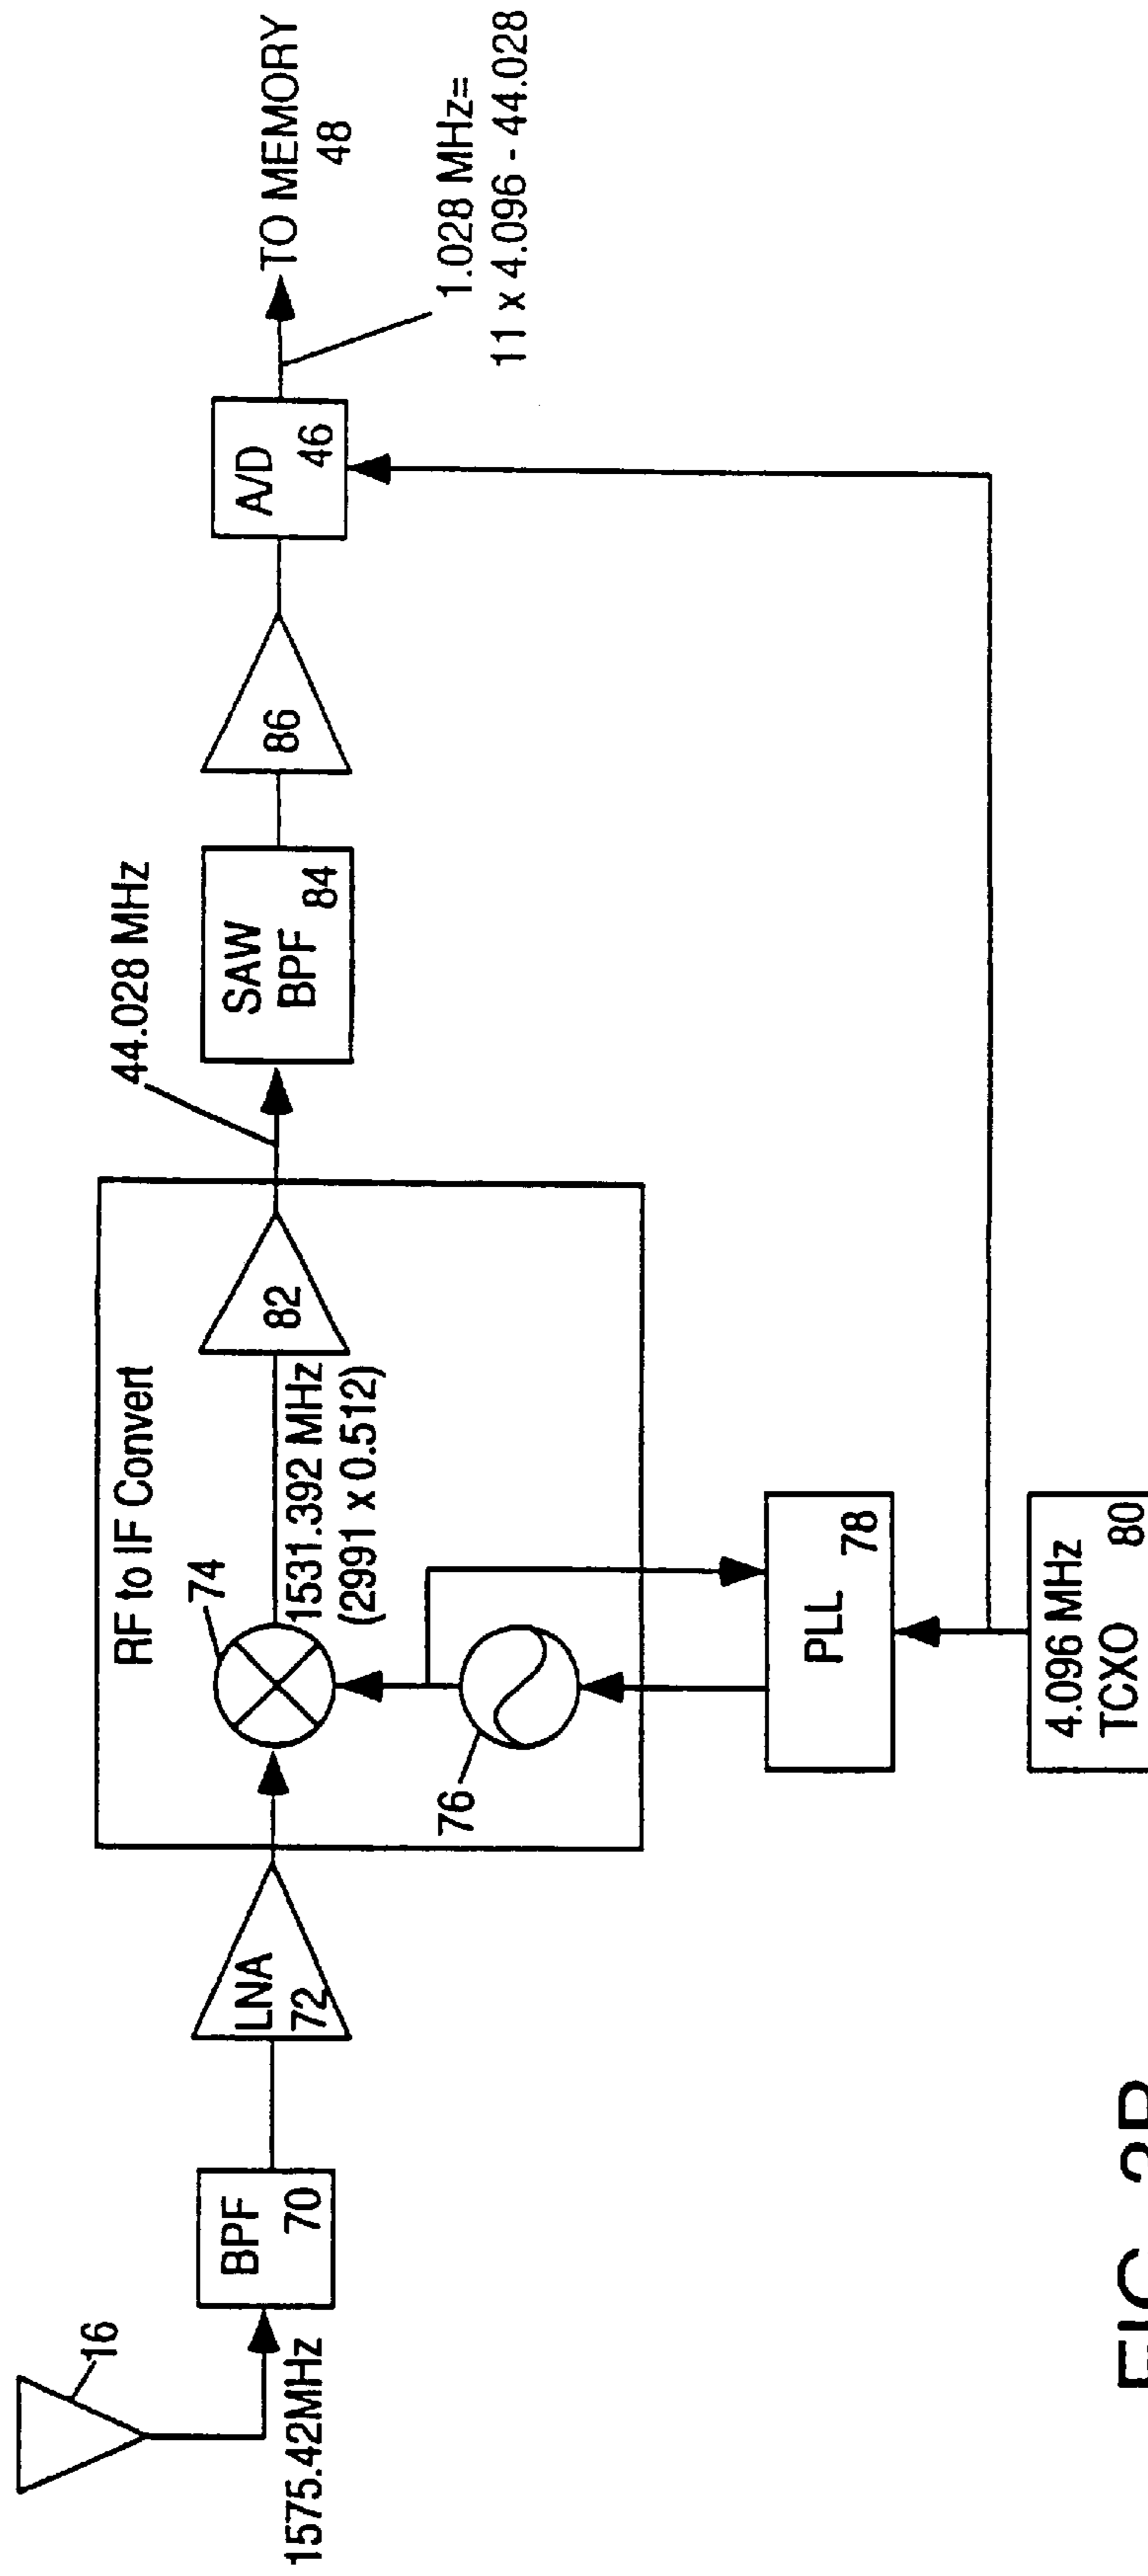 16
1575.42MHz
BPF
70
LNA
72
RF to IF Convert
74
76
1531.392 MHz
(2991 x 0.512)
82
PLL
78
4.096 MHz
TCXO
80
44.028 MHz
SAW
BPF
84
86
A/D
46
TO MEMORY
48
1.028 MHz=
11 x 4.096 - 44.028